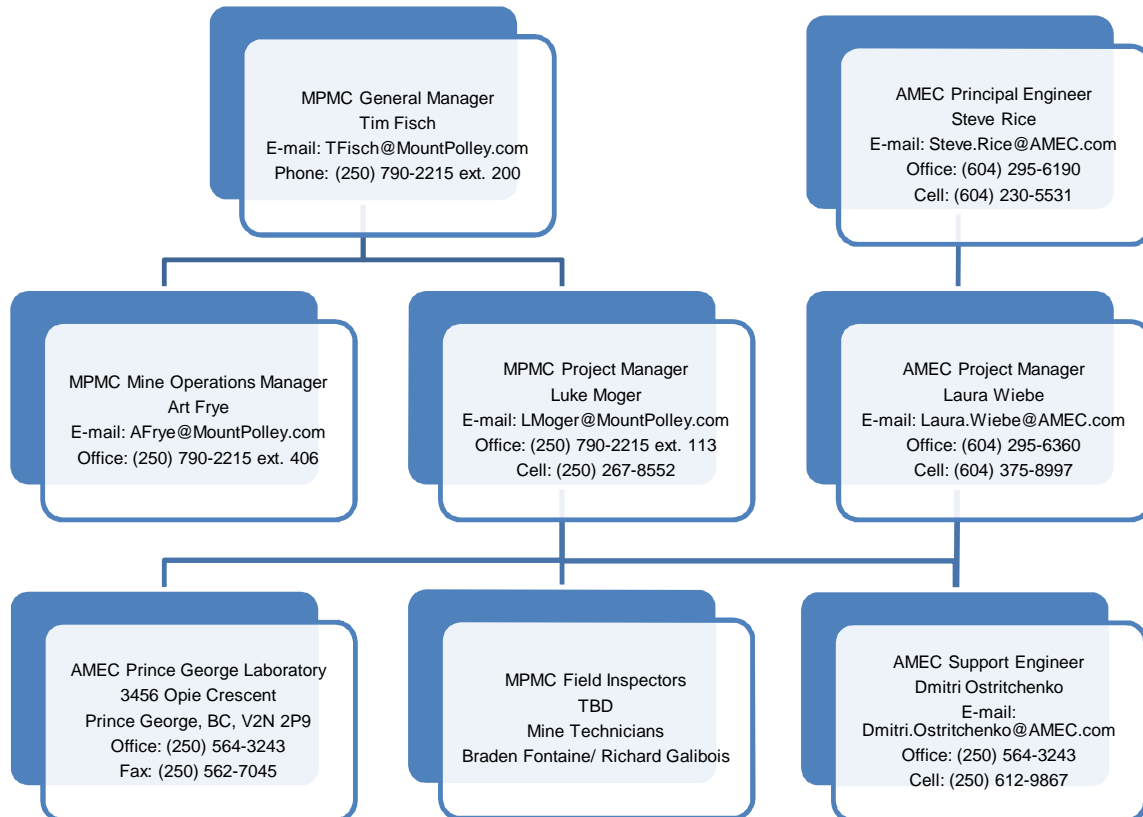 MPMC General Manager
Tim Fisch
E-mail: TFisch@MountPolley.com
Phone: (250) 790-2215 ext. 200
AMEC Principal Engineer
Steve Rice
E-mail: Steve.Rice@AMEC.com
Office: (604) 295-6190
Cell: (604) 230-5531
MPMC Mine Operations Manager
Art Frye
E-mail: AFrye@MountPolley.com
Office: (250) 790-2215 ext. 406
MPMC Project Manager
Luke Moger
E-mail: LMoger@MountPolley.com
Office: (250) 790-2215 ext. 113
Cell: (250) 267-8552
AMEC Project Manager
Laura Wiebe
E-mail: Laura.Wiebe@AMEC.com
Office: (604) 295-6360
Cell: (604) 375-8997
AMEC Prince George Laboratory
3456 Opie Crescent
Prince George, BC, V2N 2P9
Office: (250) 564-3243
Fax: (250) 562-7045
MPMC Field Inspectors
TBD
Mine Technicians
Braden Fontaine/ Richard Galibois
AMEC Support Engineer
Dmitri Ostritchenko
E-mail:
Dmitri.Ostritchenko@AMEC.com
Office: (250) 564-3243
Cell: (250) 612-9867